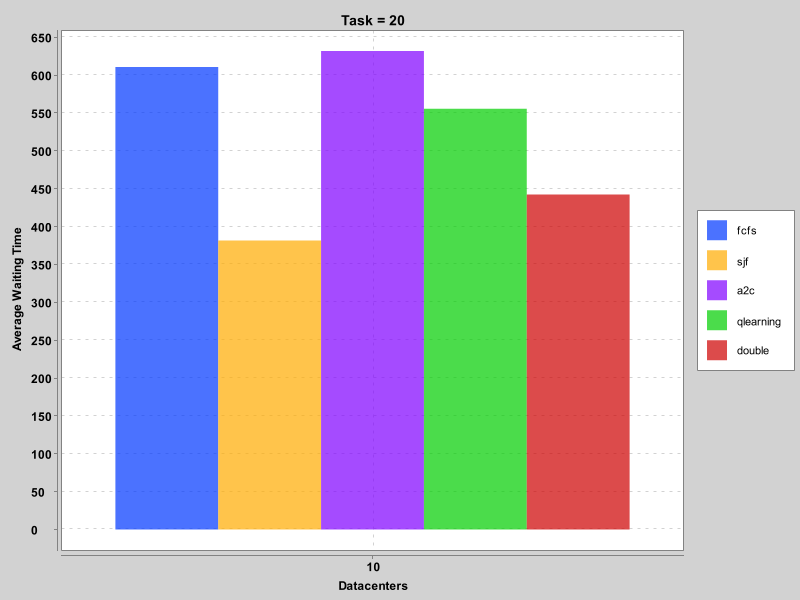 Task = 20
Average Waiting Time
650
600
550
500
450
400
350
300
250
200
150
100
50
0
10
Datacenters
fcfs
sjf
a2c
qlearning
double